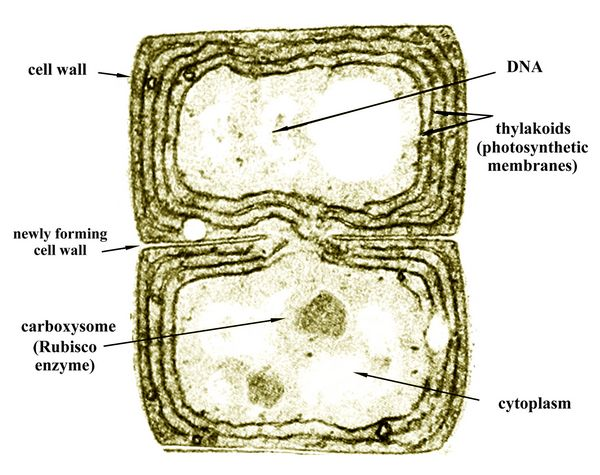 cell wall
DNA
thylakoids
(photosynthetic
membranes)
newly forming
cell wall
carboxysome
(Rubisco
enzyme)
cytoplasm